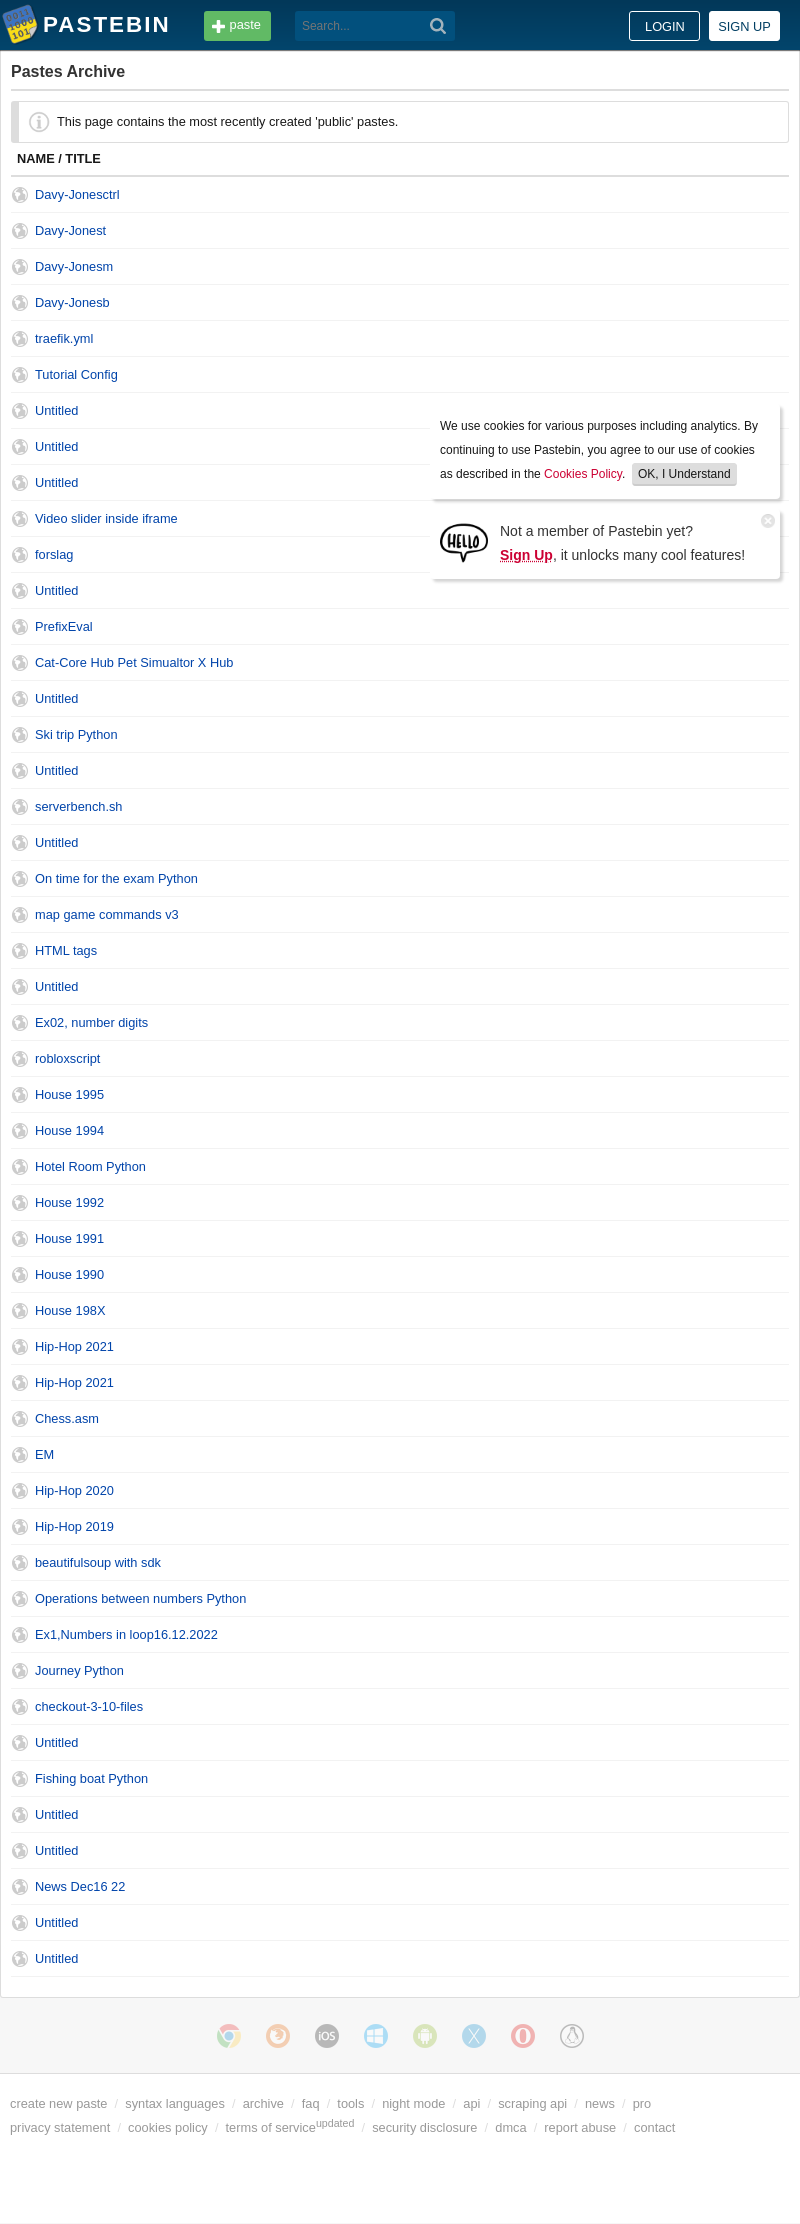 PASTEBIN
paste
Search...
LOGIN
SIGN UP
Pastes Archive
This page contains the most recently created 'public' pastes.
NAME / TITLE
Davy-Jonesctrl
Davy-Jonest
Davy-Jonesm
Davy-Jonesb
traefik.yml
Tutorial Config
Untitled
Untitled
Untitled
Video slider inside iframe
forslag
We use cookies for various purposes including analytics. By
continuing to use Pastebin, you agree to our use of cookies
as described in the Cookies Policy. OK, I Understand
HELLO
Not a member of Pastebin yet?
Sign Up, it unlocks many cool features!
Untitled
PrefixEval
Cat-Core Hub Pet Simualtor X Hub
Untitled
Ski trip Python
Untitled
serverbench.sh
Untitled
On time for the exam Python
map game commands v3
HTML tags
Untitled
Ex02, number digits
robloxscript
House 1995
House 1994
Hotel Room Python
House 1992
House 1991
House 1990
House 198X
Hip-Hop 2021
Hip-Hop 2021
Chess.asm
EM
Hip-Hop 2020
Hip-Hop 2019
beautifulsoup with sdk
Operations between numbers Python
Ex1,Numbers in loop16.12.2022
Journey Python
checkout-3-10-files
Untitled
Fishing boat Python
Untitled
Untitled
News Dec16 22
Untitled
Untitled
iOS
create new paste / syntax languages / archive / faq / tools / night mode / api / scraping api / news / pro
privacy statement / cookies policy / terms of serviceupdated / security disclosure / dmca / report abuse / contact